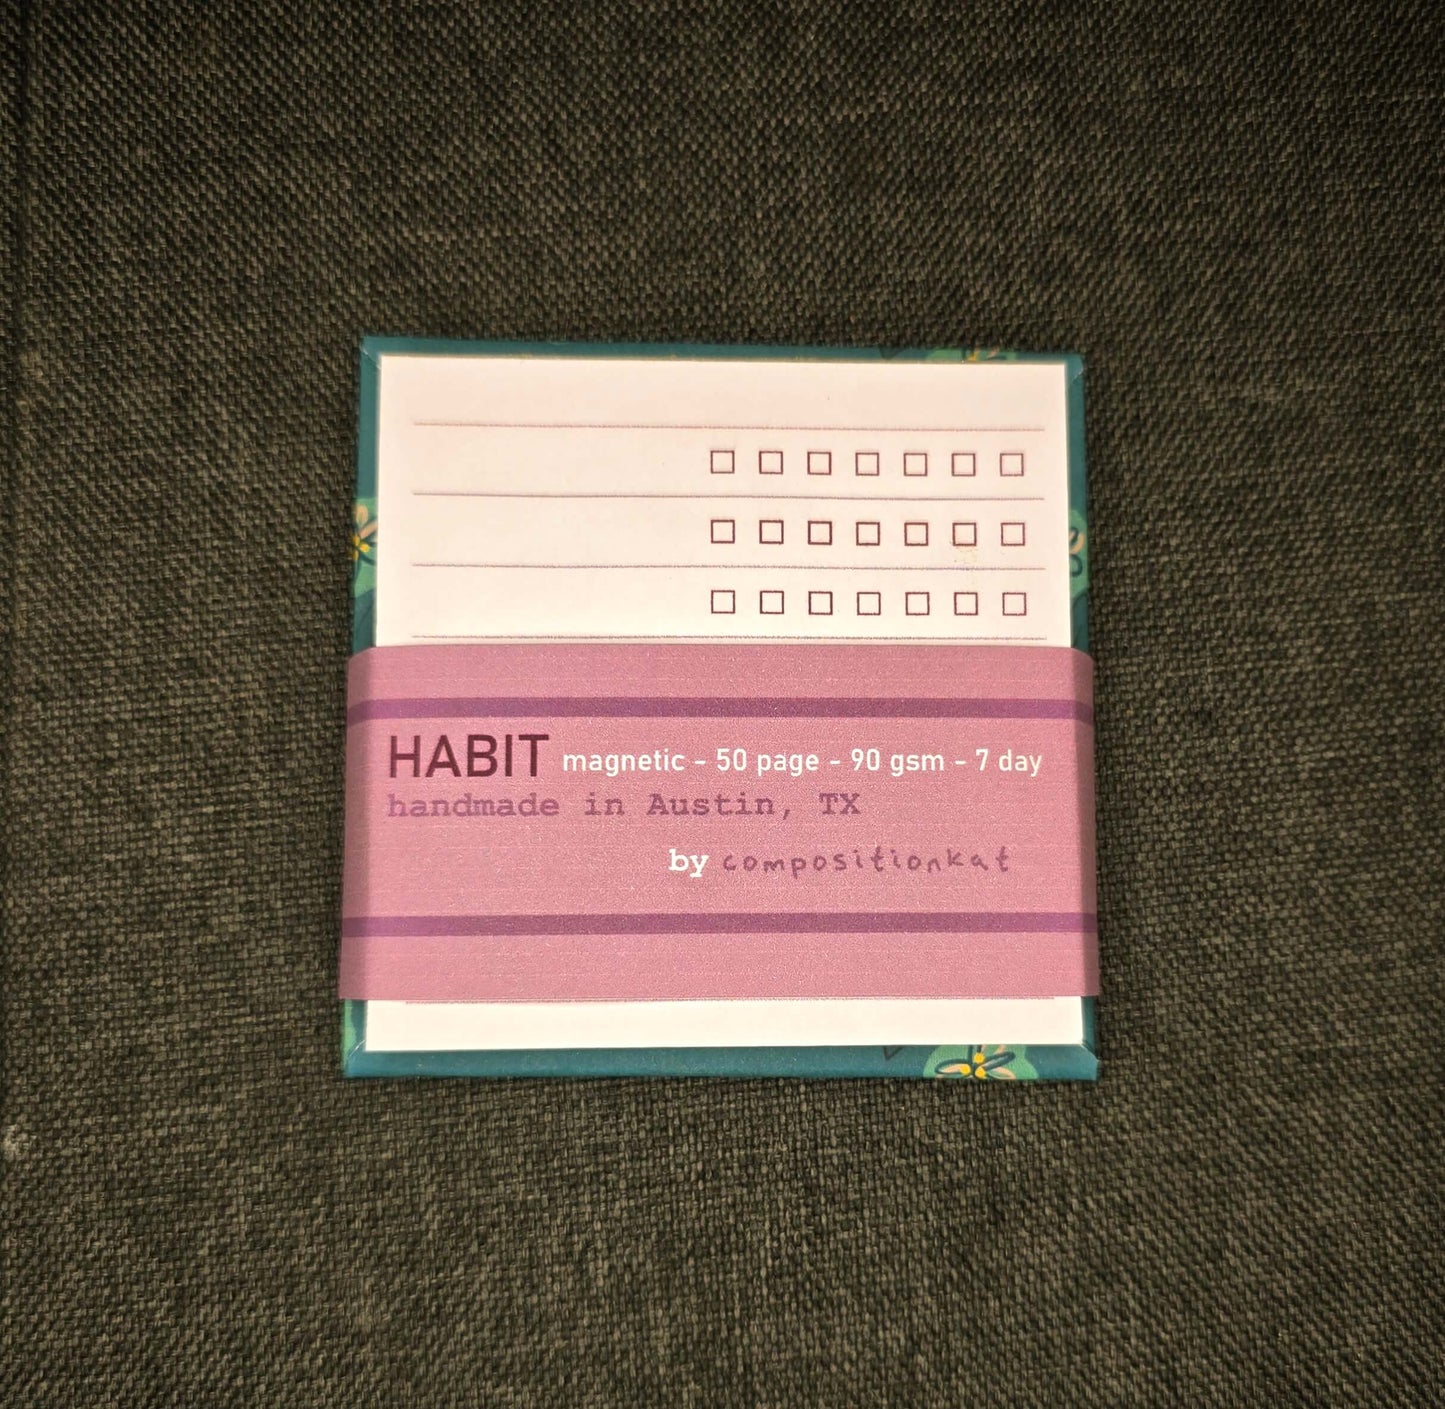 HABIT magnetic - 50 page - 90 gsm - 7 day
handmade in Austin, TX
by compositionkat